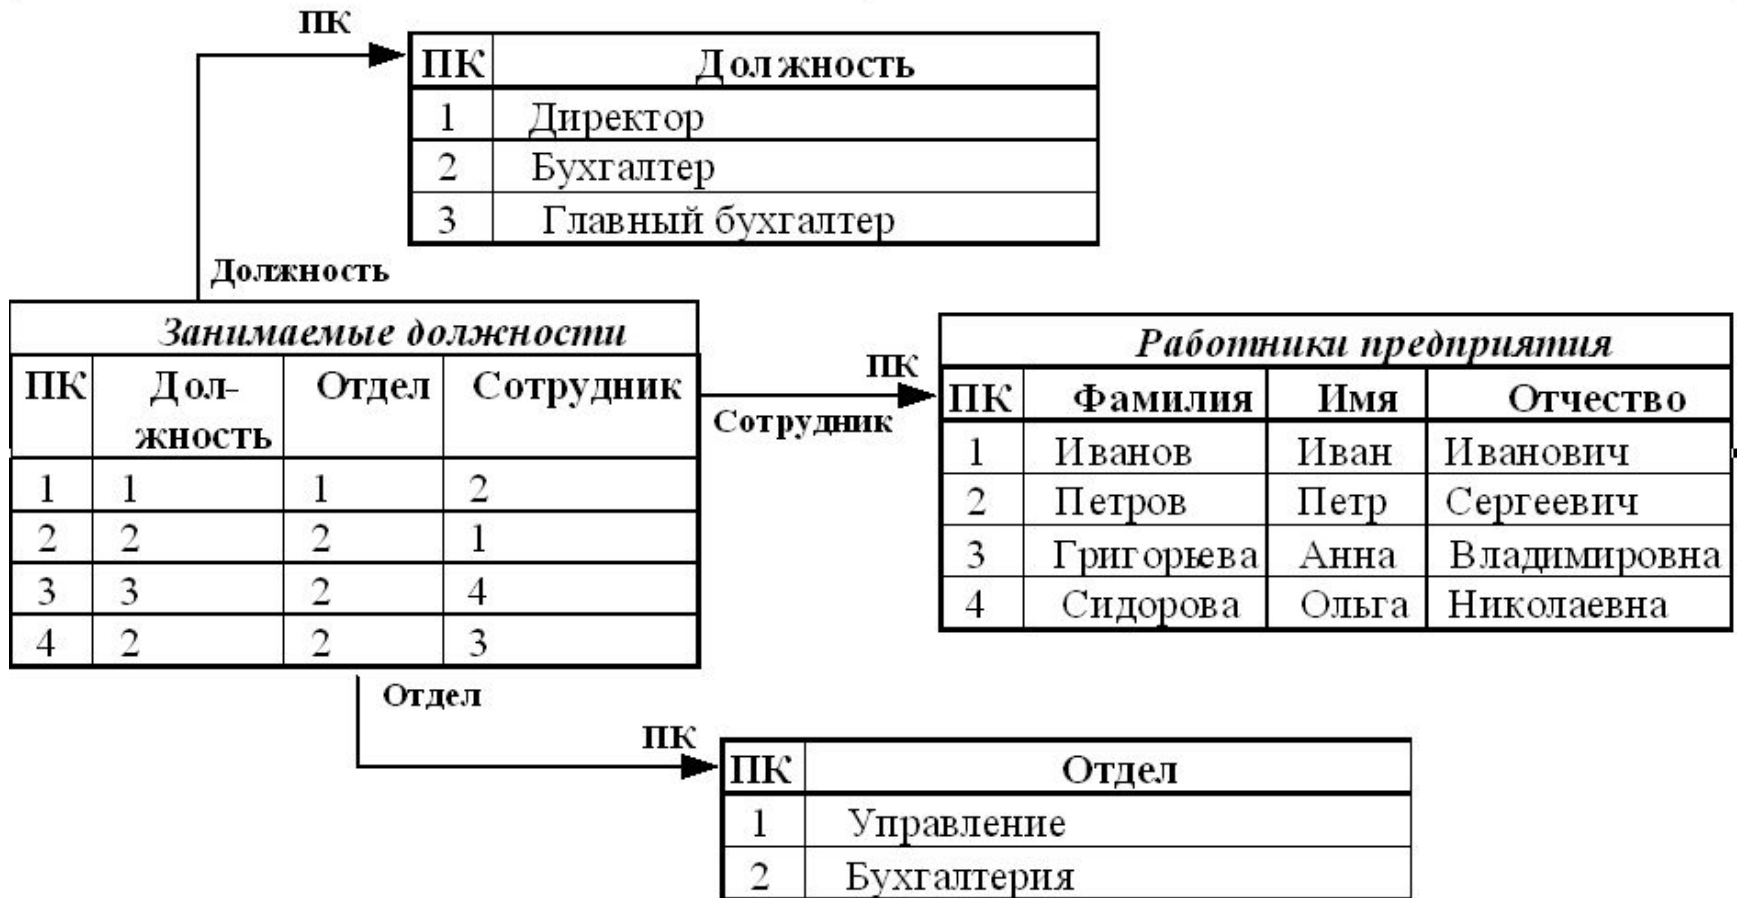 ПК
ПК Должность
1 Директор
2 Бухгалтер
3 Главный бухгалтер
Должность
Занимаемые должности
ПК Дол- Отдел Сотрудник
жность
1 1 1 2
2 2 2 1
3 3 2 4
4 2 2 3
ПК
Сотрудник
Работники предприятия
ПК Фамилия Имя Отчество
1 Иванов Иван Иванович
2 Петров Петр Сергеевич
3 Григорьева Анна Владимировна
4 Сидорова Ольга Николаевна
Отдел
ПК
ПК Отдел
1 Управление
2 Бухгалтерия